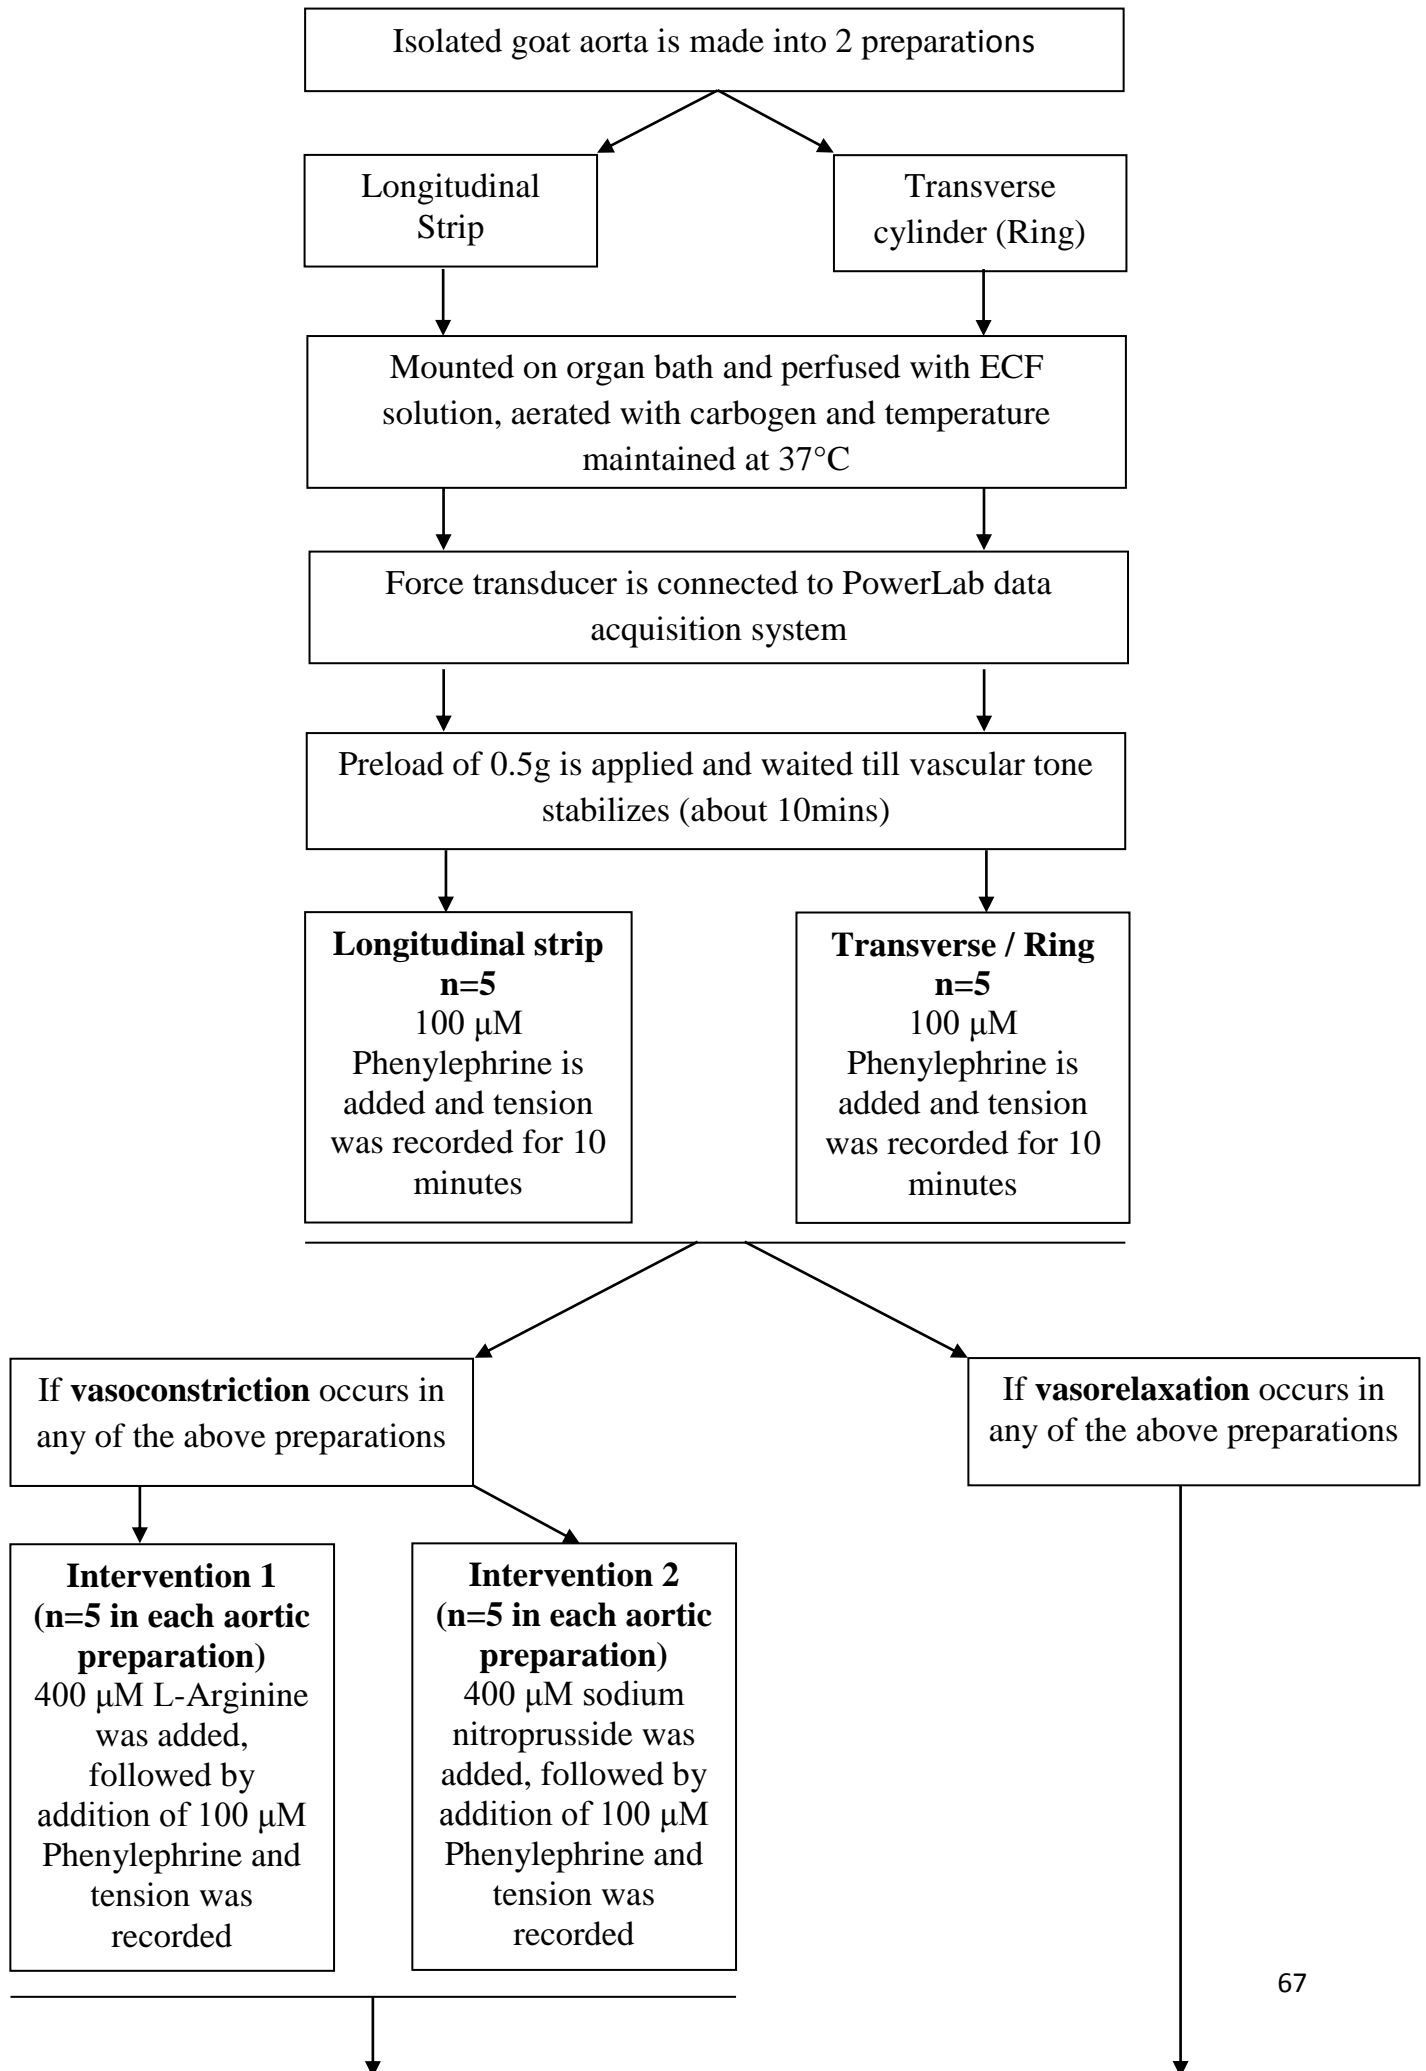 Isolated goat aorta is made into 2 preparations
Longitudinal
Strip
Transverse
cylinder (Ring)
Mounted on organ bath and perfused with ECF
solution, aerated with carbogen and temperature
maintained at 37°C
Force transducer is connected to PowerLab data
acquisition system
Preload of 0.5g is applied and waited till vascular tone
stabilizes (about 10mins)
Longitudinal strip
n=5
100 μM
Phenylephrine is
added and tension
was recorded for 10
minutes
Transverse / Ring
n=5
100 μM
Phenylephrine is
added and tension
was recorded for 10
minutes
If vasoconstriction occurs in
any of the above preparations
If vasorelaxation occurs in
any of the above preparations
Intervention 1
(n=5 in each aortic
preparation)
400 μM L-Arginine
was added,
followed by
addition of 100 μM
Phenylephrine and
tension was
recorded
Intervention 2
(n=5 in each aortic
preparation)
400 μM sodium
nitroprusside was
added, followed by
addition of 100 μM
Phenylephrine and
tension was
recorded
67